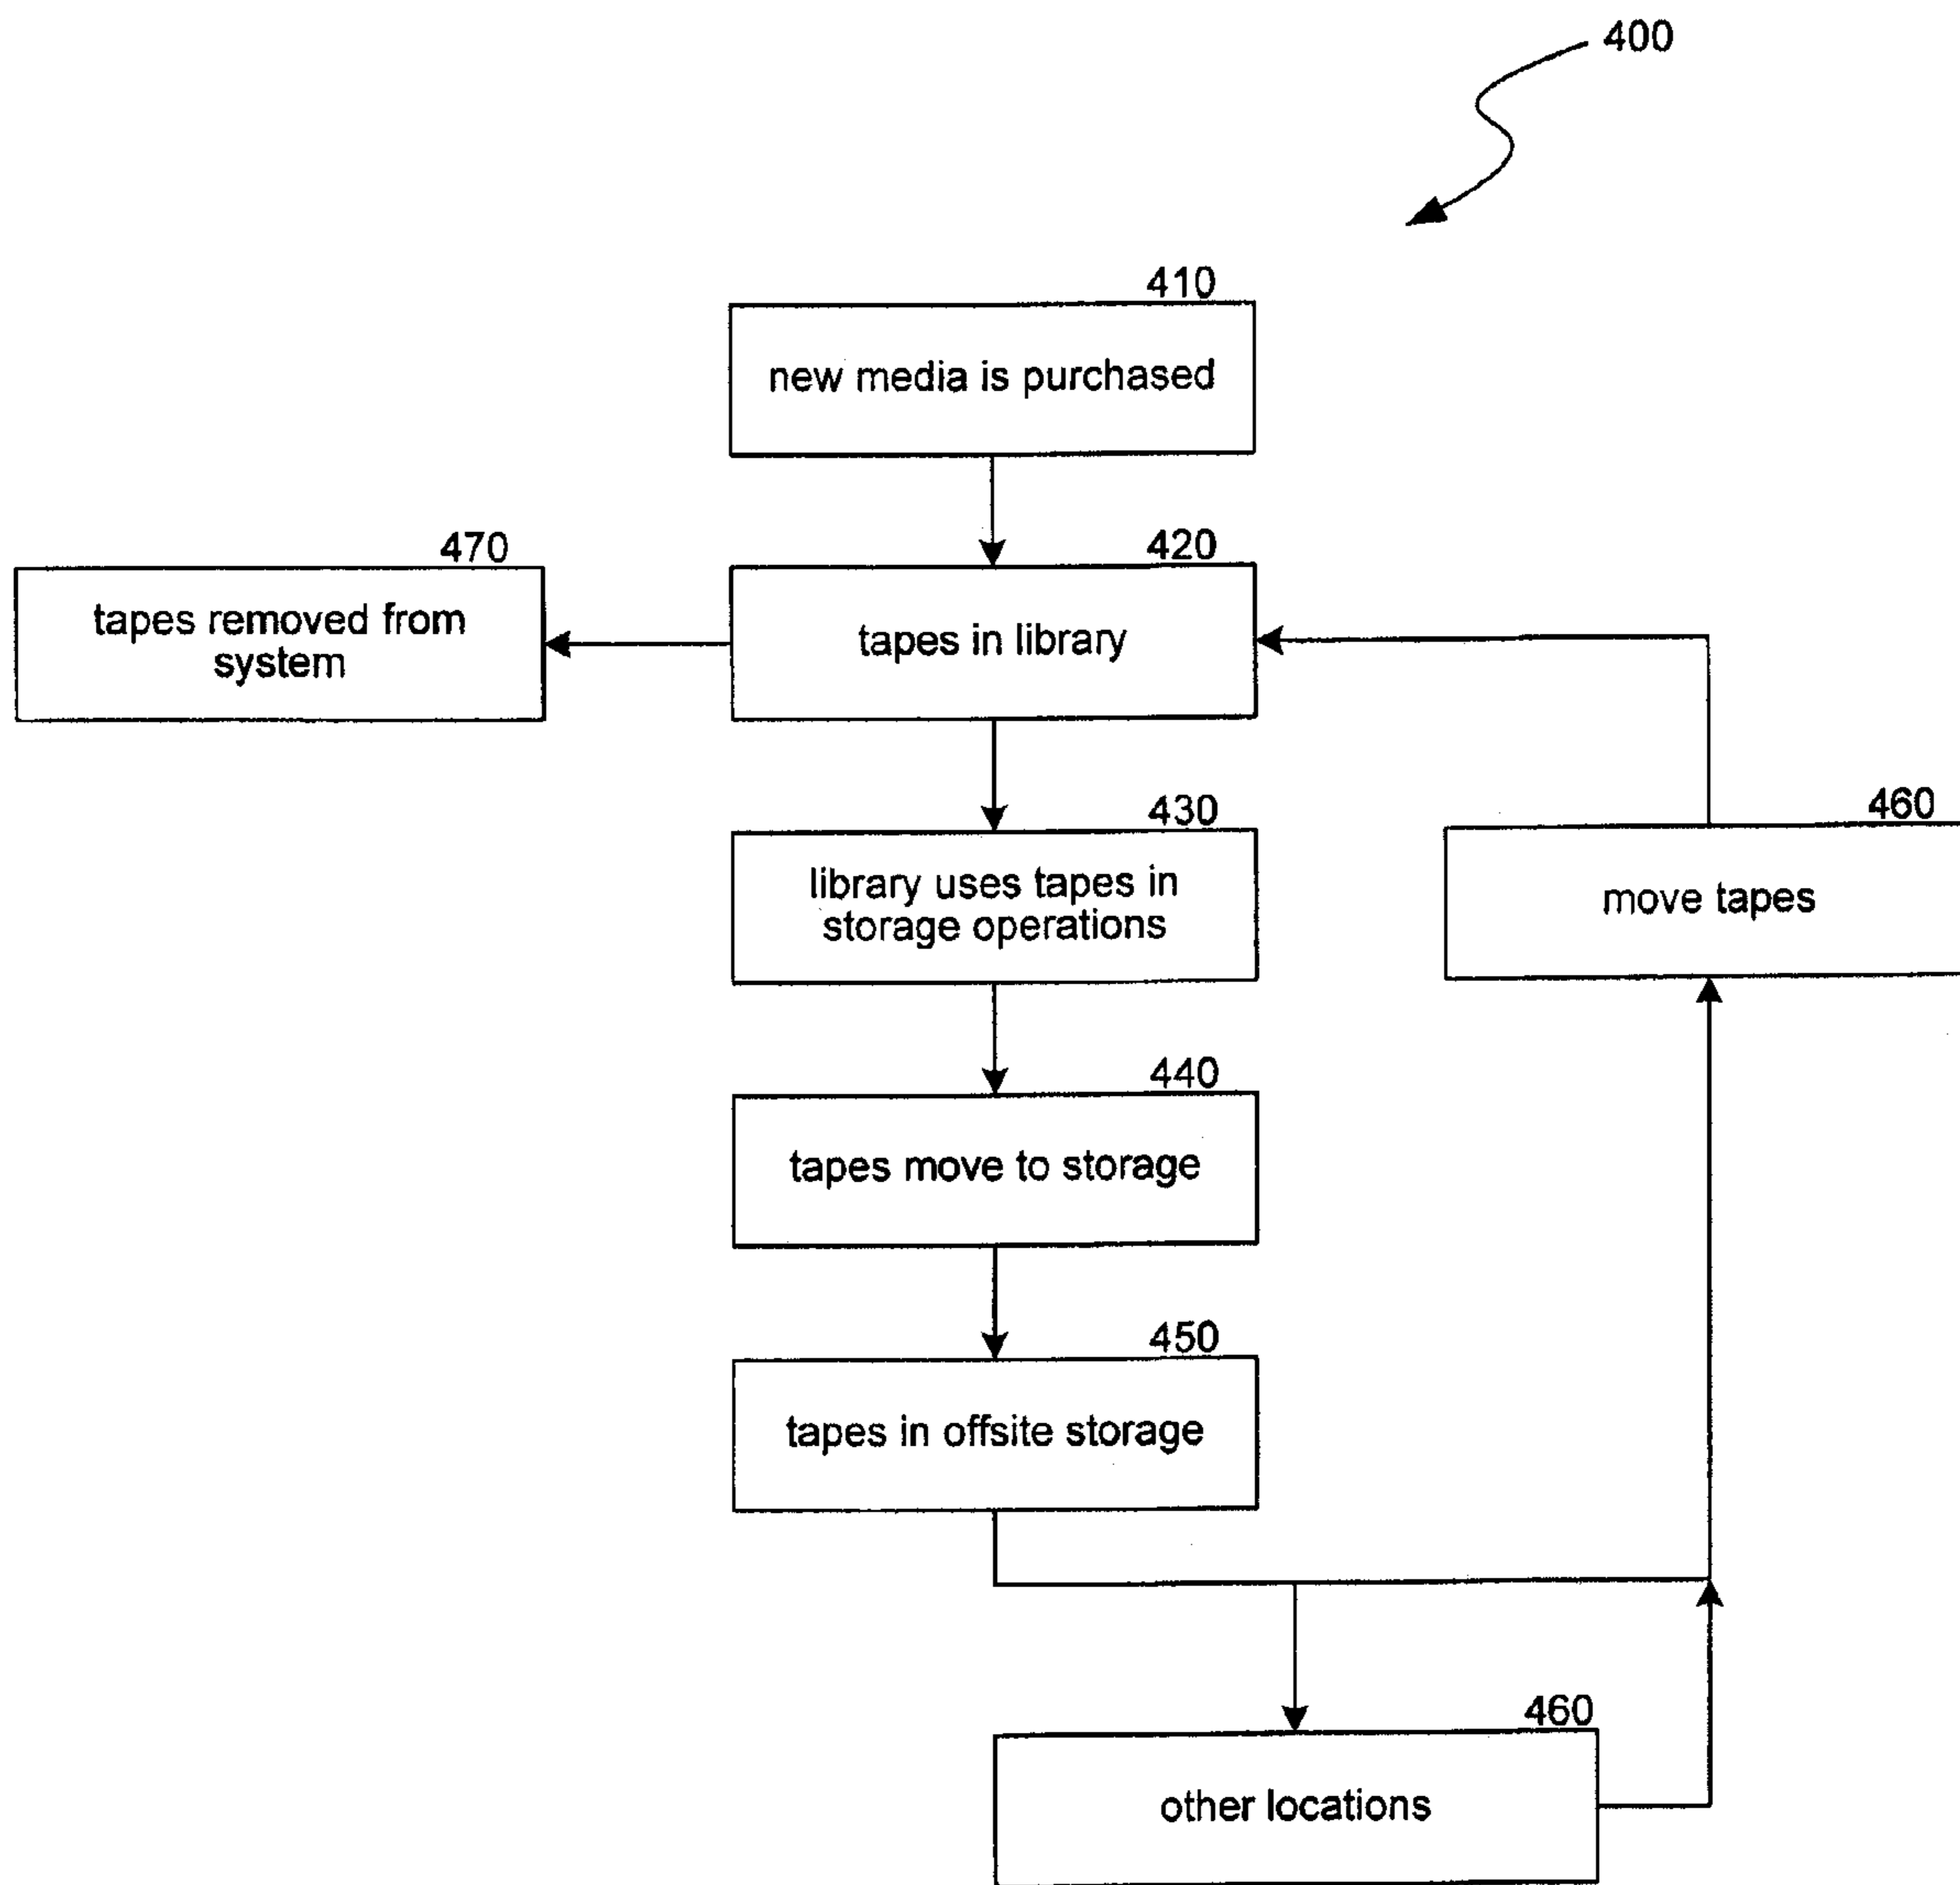 400
410
new media is purchased
470
tapes removed from
system
420
tapes in library
430
library uses tapes in
storage operations
460
move tapes
440
tapes move to storage
450
tapes in offsite storage
460
other locations